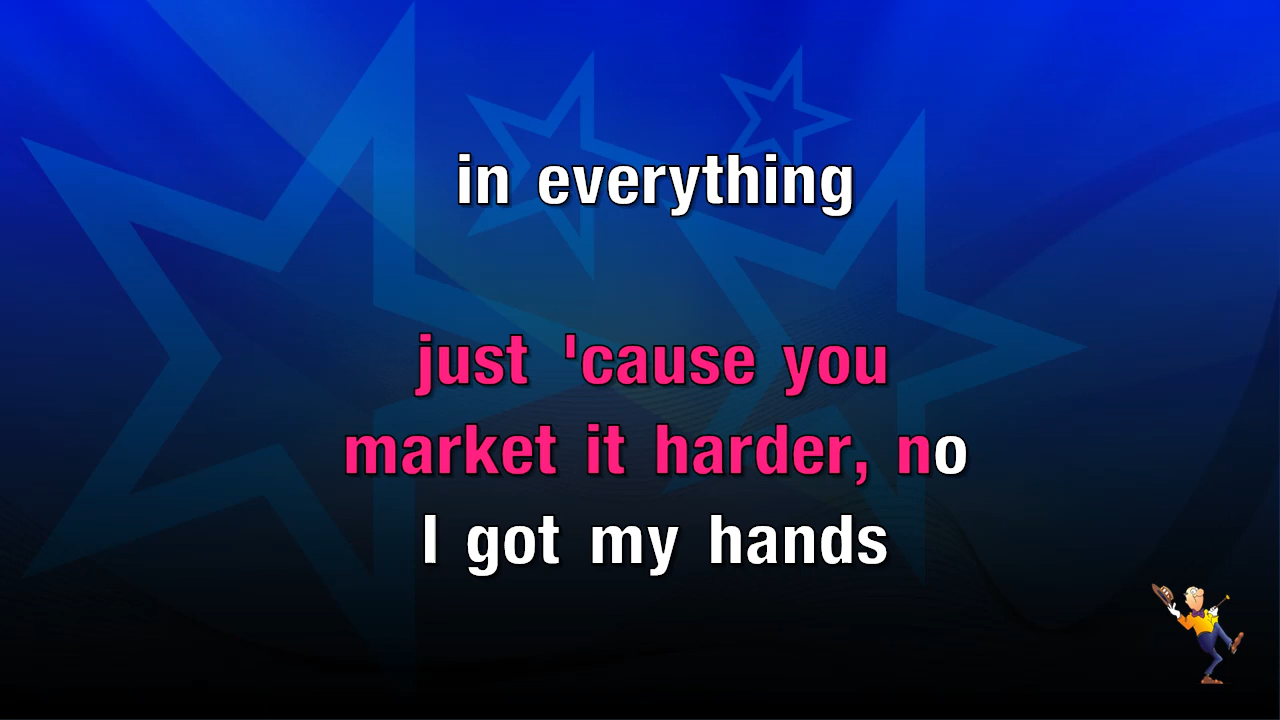 in everything
just 'cause you
market it harder, no
I got my hands